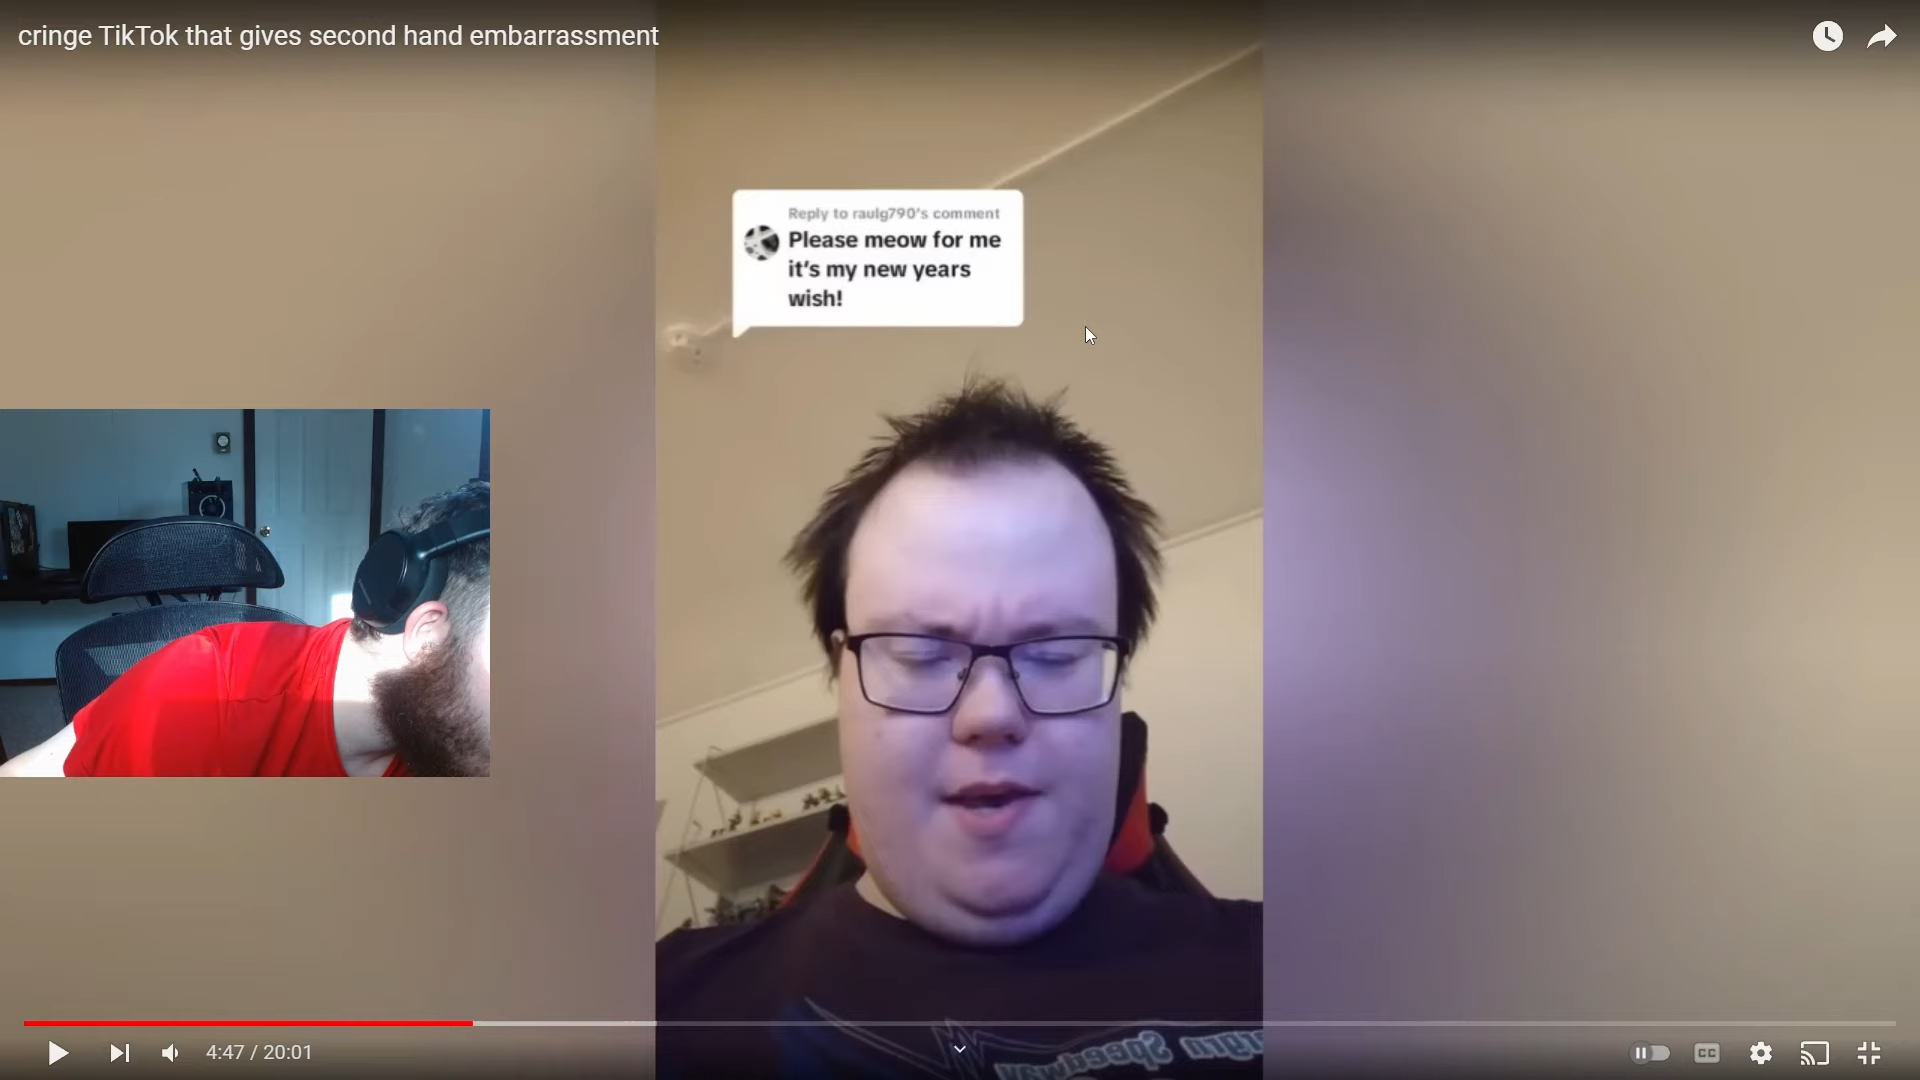 cringe TikTok that gives second hand embarrassment
Reply to raulg790's comment
Please meow for me
it's my new years
wish!
4:47 / 20:01
CC